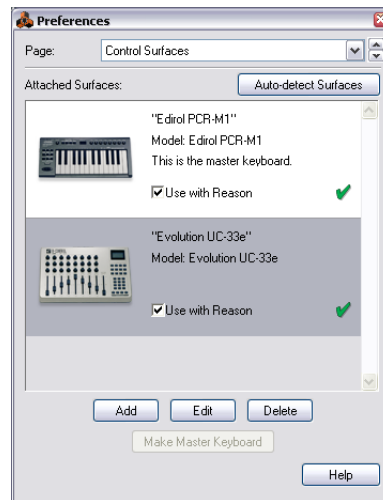 Preferences
Page: Control Surfaces
Attached Surfaces: Auto-detect Surfaces
"Edirol PCR-M1"
Model: Edirol PCR-M1
This is the master keyboard.
Use with Reason
"Evolution UC-33e"
Model: Evolution UC-33e
Use with Reason
Add Edit Delete
Make Master Keyboard
Help